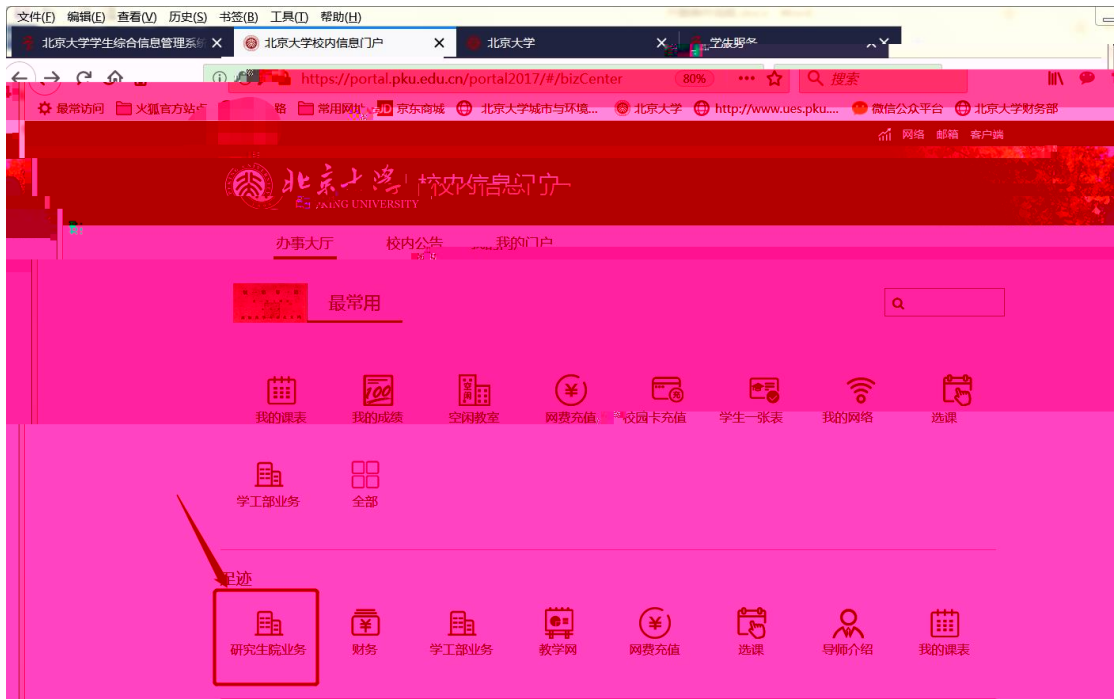 文件(F) 编辑(E) 查看(V) 历史(S) 书签(B) 工具(T) 帮助(H)
北京大学学生综合信息管理系统 北京大学校内信息门户 北京大学
https://portal.pku.edu.cn/portal2017/#/bizCenter 80% 搜索
最常访问 火狐官方站点 常用网址 JD 京东商城 北京大学城市与环境... 北京大学 http://www.ues.pku.... 微信公众平台 北京大学财务部
网络 邮箱 客户端
北京大学 校内信息门户
UNIVERSITY
办事大厅 校内公告 我的门户
最常用
100
我的课表 我的成绩 空闲教室 网费充值 校园卡充值 学生一张表 我的网络 选课
学工部业务 全部
足迹
研究生院业务 财务 学工部业务 教学网 网费充值 选课 导师介绍 我的课表